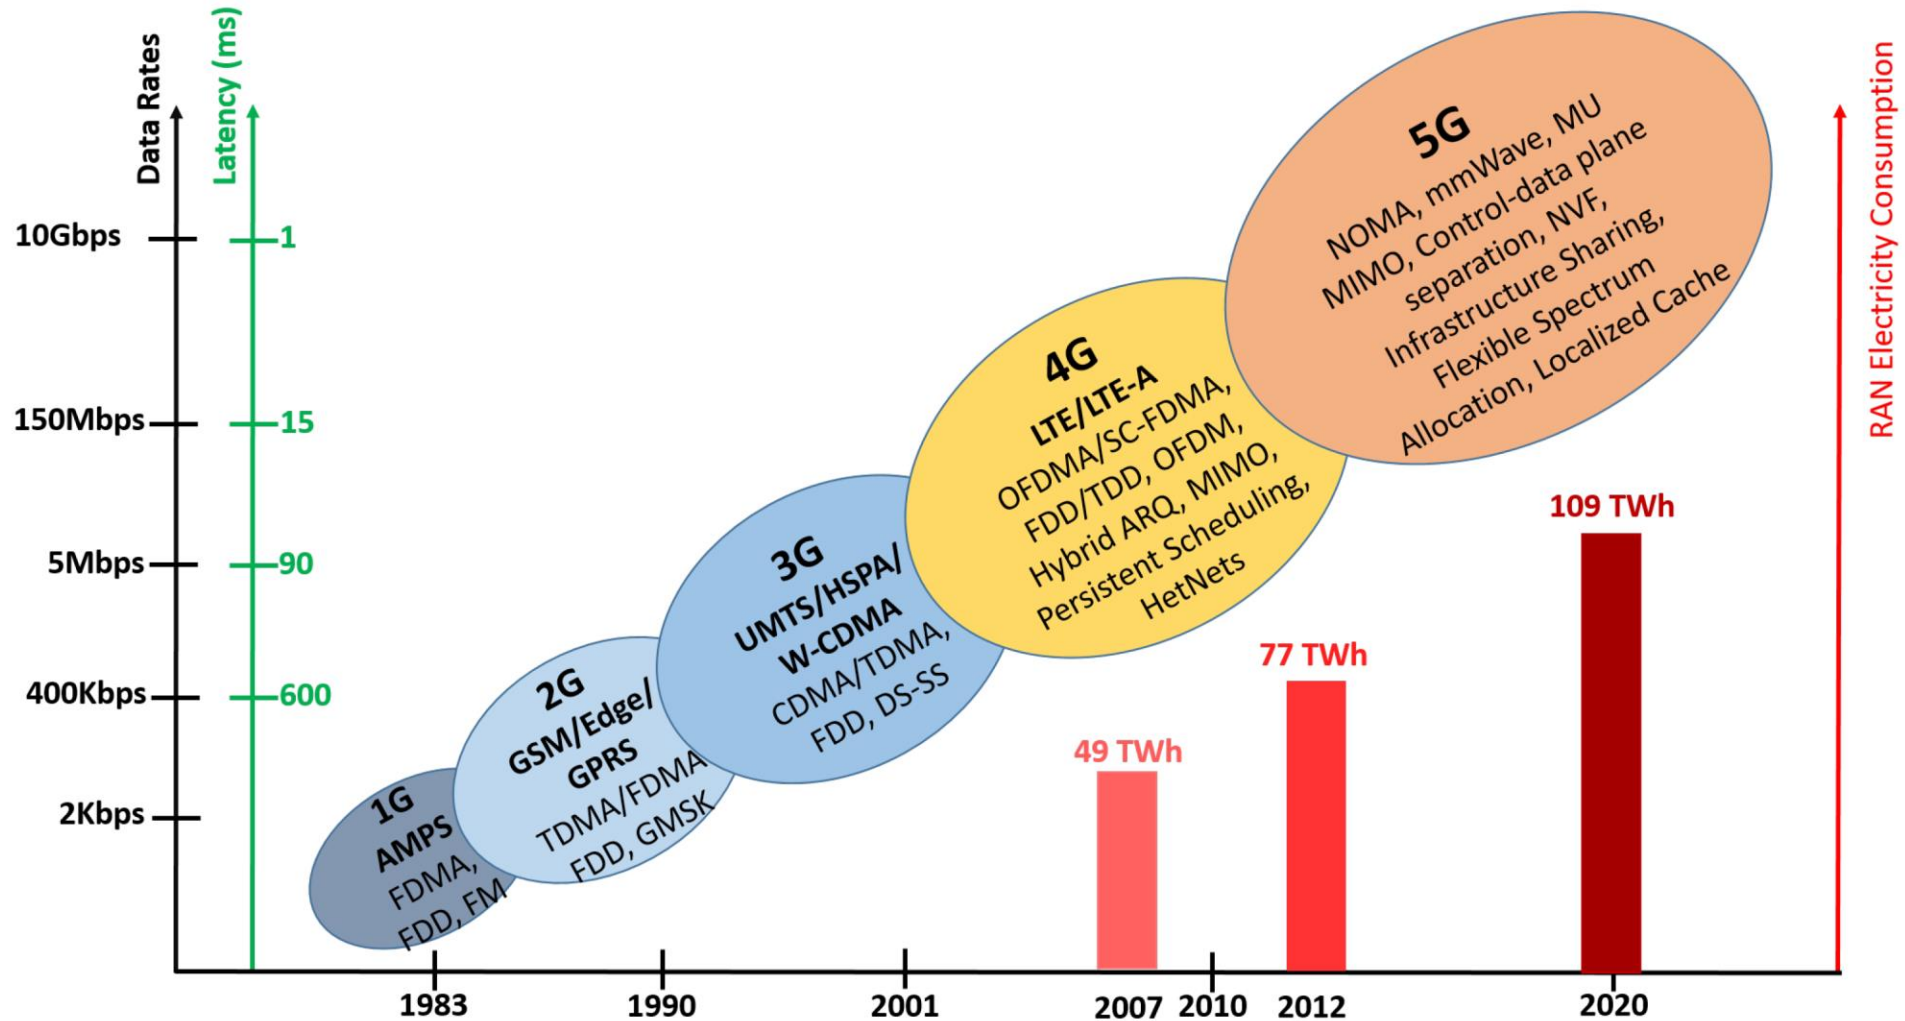 Data Rates
Latency (ms)
10Gbps
150Mbps
5Mbps
400Kbps
2Kbps
1
15
90
600
1G
AMPS
FDMA,
FDD, FM
2G
GSM/Edge/
GPRS
TDMA/FDMA
FDD, GMSK
3G
UMTS/HSPA/
W-CDMA
CDMA/TDMA,
FDD, DS-SS
4G
LTE/LTE-A
OFDMA/SC-FDMA,
FDD/TDD, OFDM,
Hybrid ARQ, MIMO,
Persistent Scheduling,
HetNets
5G
NOMA, mmWave, MU
MIMO, Control-data plane
separation, NVF,
Infrastructure Sharing,
Flexible Spectrum
Allocation, Localized Cache
49 TWh
77 TWh
109 TWh
RAN Electricity Consumption
1983
1990
2001
2007
2010
2012
2020